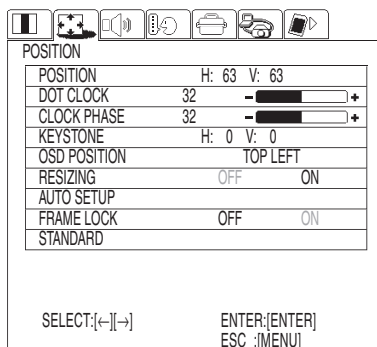 POSITION
POSITION H: 63 V: 63
DOT CLOCK 32 - +
CLOCK PHASE 32 - +
KEYSTONE H: 0 V: 0
OSD POSITION TOP LEFT
RESIZING OFF ON
AUTO SETUP
FRAME LOCK OFF ON
STANDARD
SELECT:[←][→] ENTER:[ENTER]
ESC :[MENU]